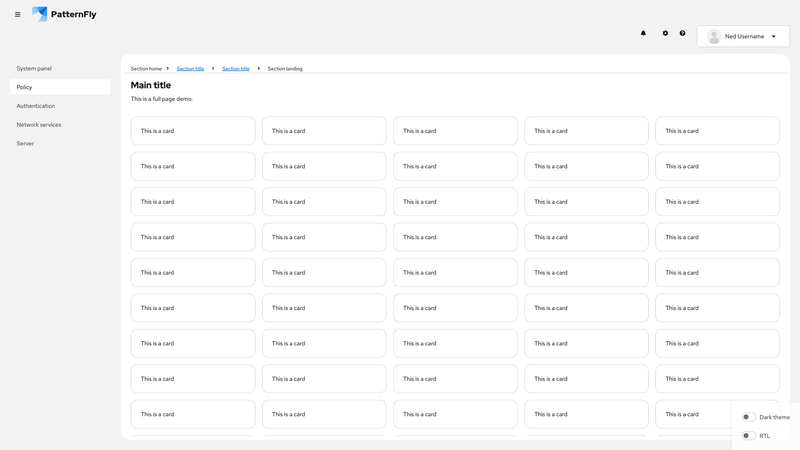 PatternFly
Ned Username
System panel
Policy
Authentication
Network services
Server
Section home Section title Section title Section landing
Main title
This is a full page demo.
This is a card This is a card This is a card This is a card This is a card
This is a card This is a card This is a card This is a card This is a card
This is a card This is a card This is a card This is a card This is a card
This is a card This is a card This is a card This is a card This is a card
This is a card This is a card This is a card This is a card This is a card
This is a card This is a card This is a card This is a card This is a card
This is a card This is a card This is a card This is a card This is a card
This is a card This is a card This is a card This is a card This is a card
This is a card This is a card This is a card This is a card This is a card
Dark theme
RTL